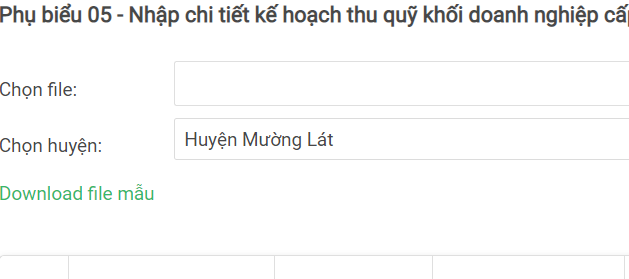 Phụ biểu 05 - Nhập chi tiết kế hoạch thu quỹ khối doanh nghiệp
Chọn file:
Chọn huyện:
Huyện Mường Lát
Download file mẫu